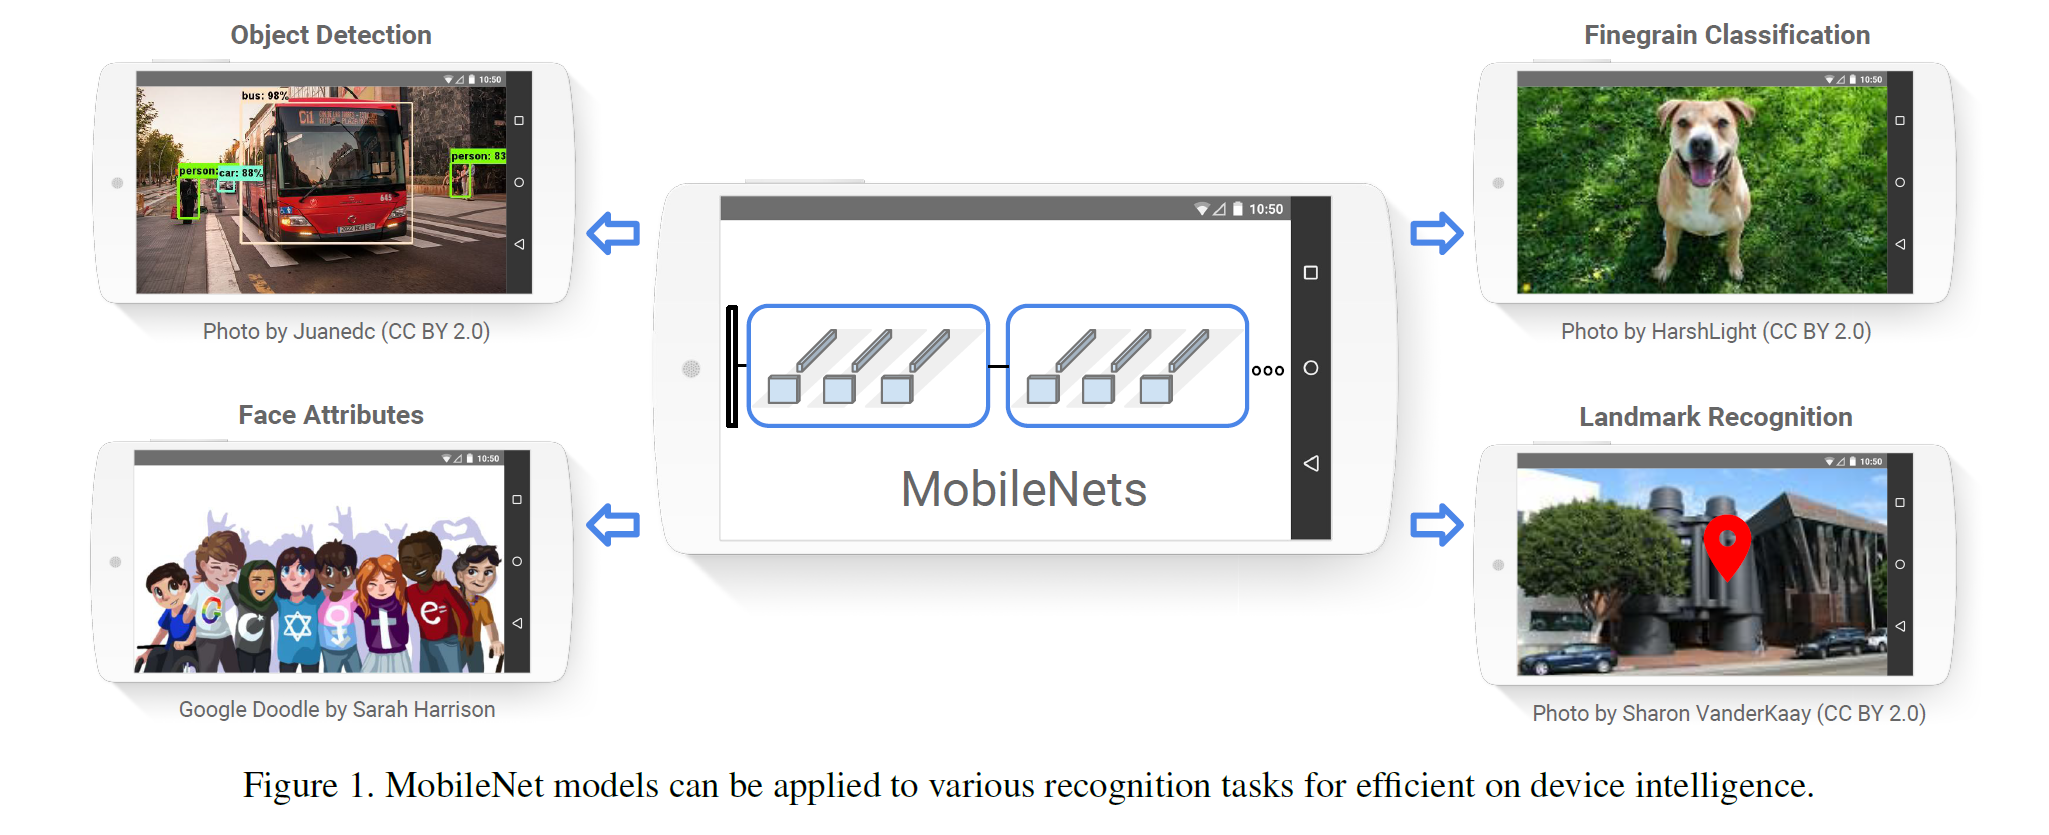 Object Detection
10:50
bus: 98%
person:
car: 88%
person: 83
Ci1
645
Photo by Juanedc (CC BY 2.0)
Face Attributes
10:50
G
e=
Google Doodle by Sarah Harrison
10:50
MobileNets
Finegrain Classification
10:50
Photo by HarshLight (CC BY 2.0)
Landmark Recognition
10:50
Photo by Sharon VanderKaay (CC BY 2.0)
Figure 1. MobileNet models can be applied to various recognition tasks for efficient on device intelligence.